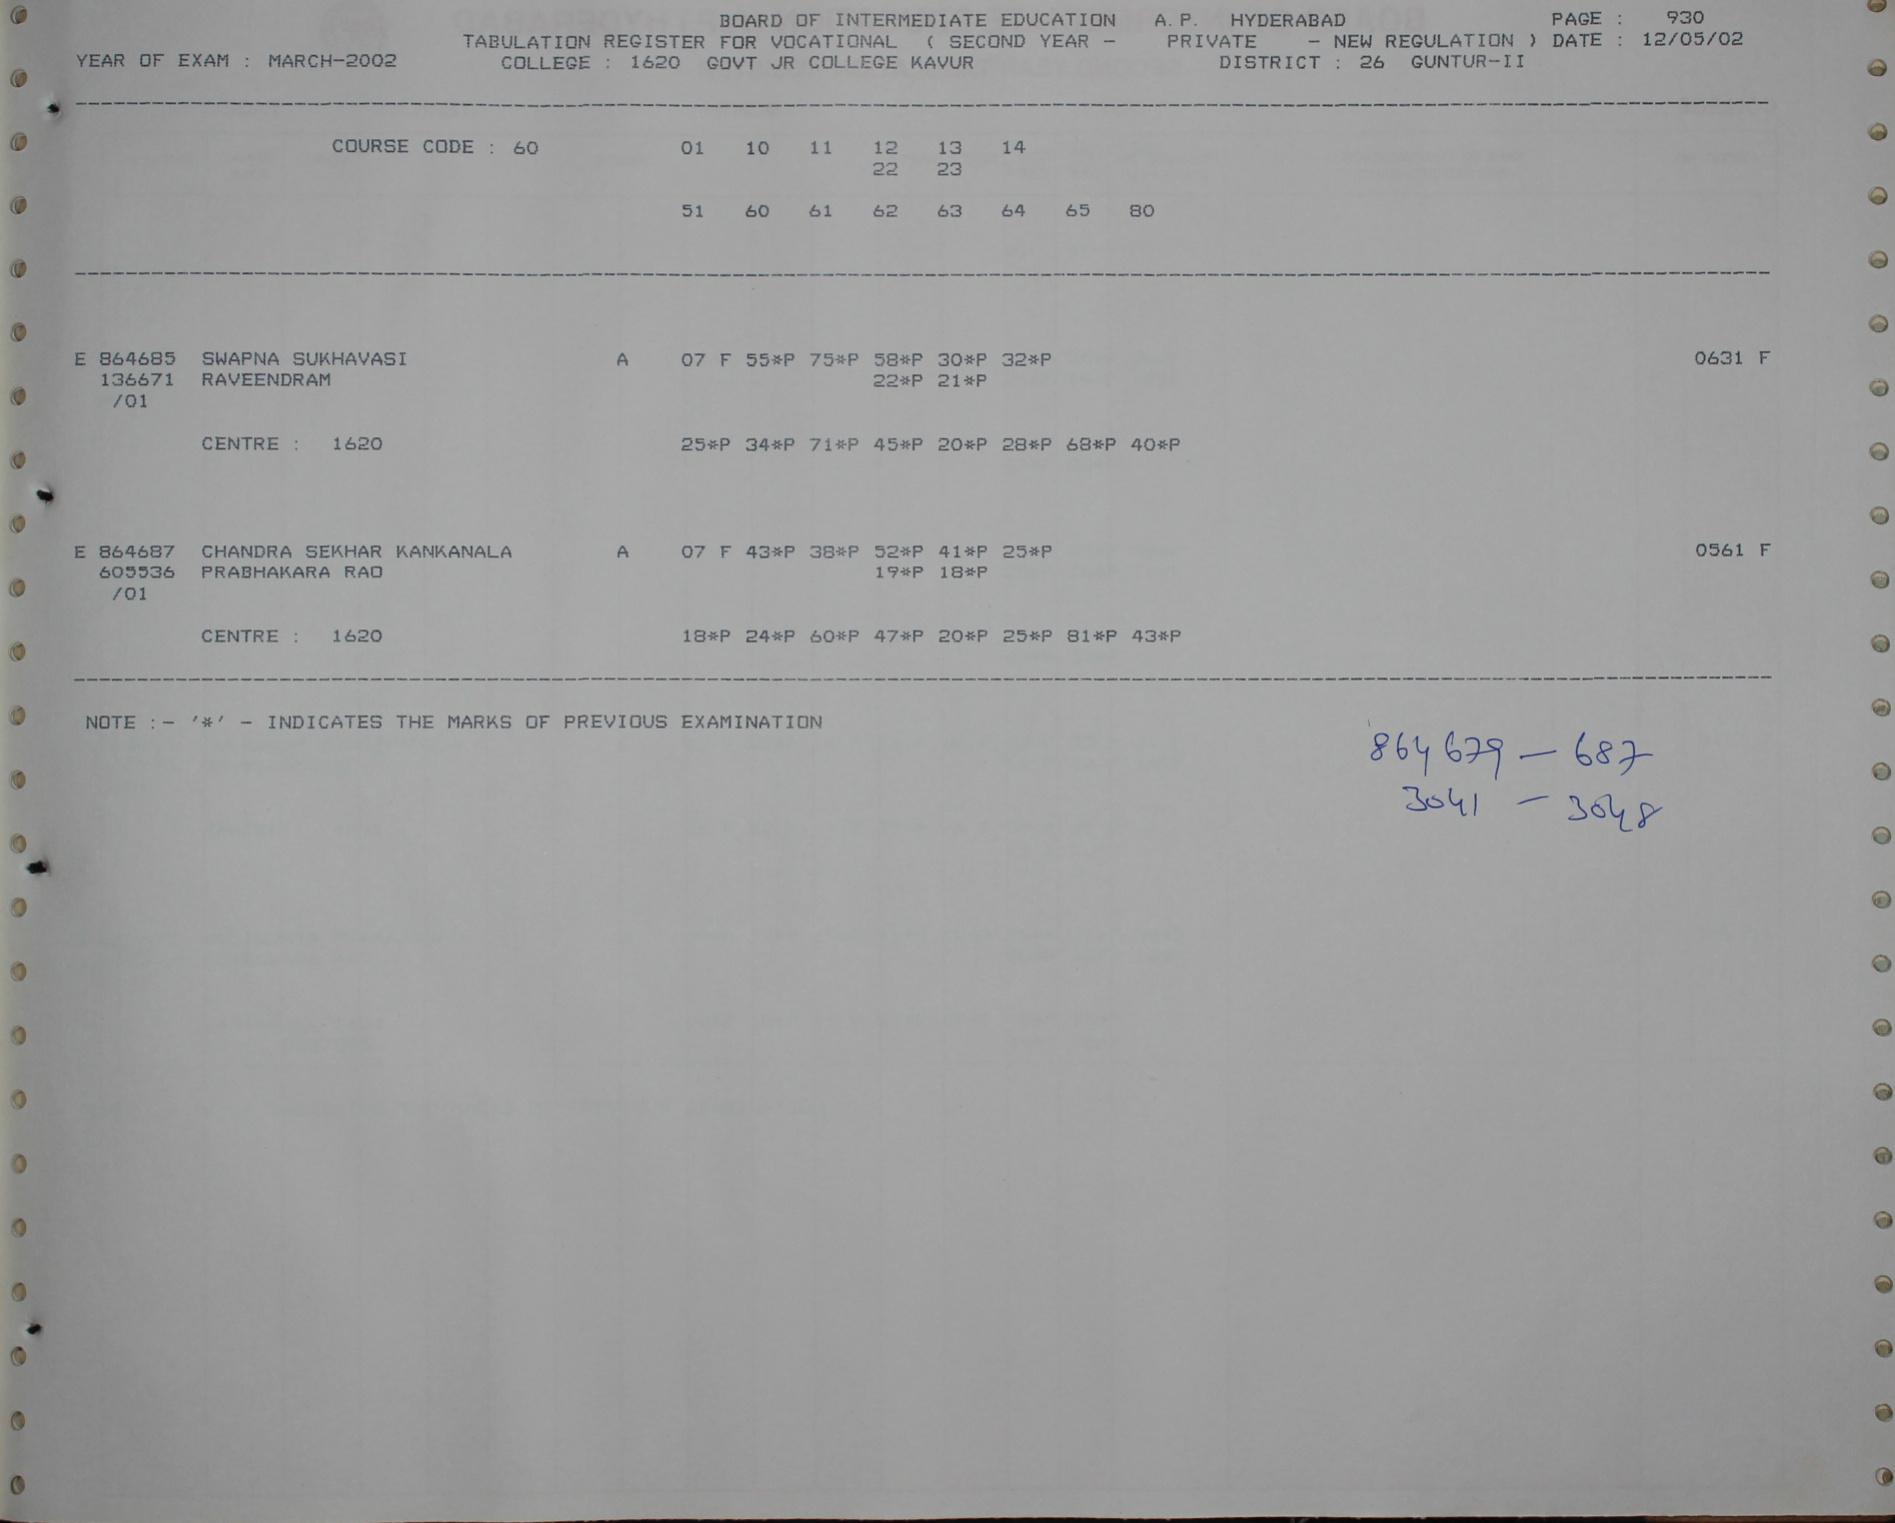 BOARD OF INTERMEDIATE EDUCATION A.P. HYDERABAD PAGE : 930
TABULATION REGISTER FOR VOCATIONAL ( SECOND YEAR - PRIVATE - NEW REGULATION ) DATE : 12/05/02
YEAR OF EXAM : MARCH-2002 COLLEGE : 1620 GOVT JR COLLEGE KAVUR DISTRICT : 26 GUNTUR-II
COURSE CODE : 60 01 10 11 12 13 14
22 23
51 60 61 62 63 64 65 80
E 864685 SWAPNA SUKHAVASI A 07 F 55*P 75*P 58*P 30*P 32*P 0631 F
136671 RAVEENDRAM 22*P 21*P
/01
CENTRE : 1620 25*P 34*P 71*P 45*P 20*P 28*P 68*P 40*P
E 864687 CHANDRA SEKHAR KANKANALA A 07 F 43*P 38*P 52*P 41*P 25*P 0561 F
605536 PRABHAKARA RAO 19*P 18*P
/01
CENTRE : 1620 18*P 24*P 60*P 47*P 20*P 25*P 81*P 43*P
NOTE :- '*' - INDICATES THE MARKS OF PREVIOUS EXAMINATION
864679 — 687
3041 — 3048